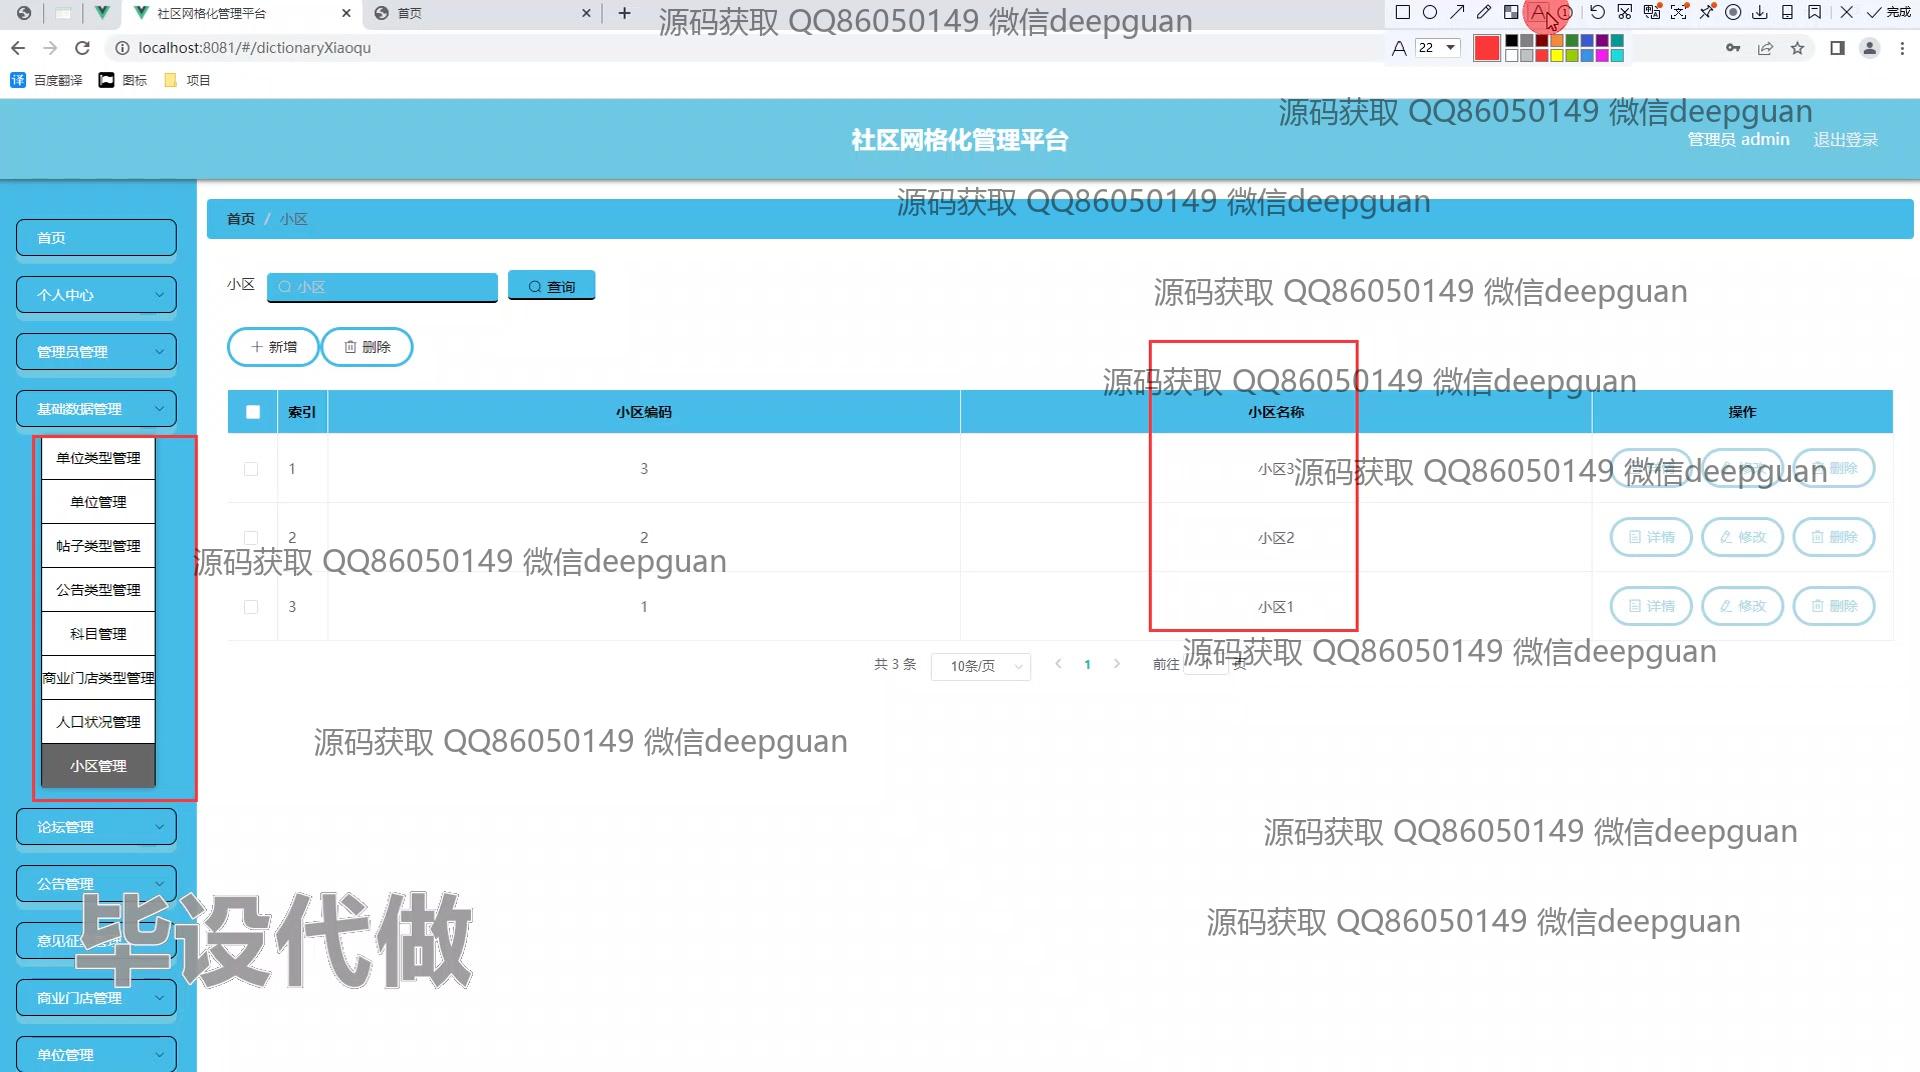 社区网格化管理平台
首页
源码获取 QQ86050149 微信deepguan
完成
localhost:8081/#/dictionaryXiaoqu
A 22
百度翻译
图标
项目
社区网格化管理平台
源码获取 QQ86050149 微信deepguan
管理员 admin
退出登录
源码获取 QQ86050149 微信deepguan
首页 / 小区
首页
个人中心
管理员管理
基础数据管理
单位类型管理
单位管理
帖子类型管理
公告类型管理
科目管理
商业门店类型管理
人口状况管理
小区管理
论坛管理
公告管理
商业门店管理
单位管理
小区
小区
查询
源码获取 QQ86050149 微信deepguan
新增
删除
源码获取 QQ86050149 微信deepguan
索引 小区编码 小区名称 操作
1 3 小区3 删除
源码获取 QQ86050149 微信deepguan
2 2 小区2 详情 修改 删除
源码获取 QQ86050149 微信deepguan
3 1 小区1 详情 修改 删除
共 3 条 10条/页 1 前往 页
源码获取 QQ86050149 微信deepguan
源码获取 QQ86050149 微信deepguan
源码获取 QQ86050149 微信deepguan
源码获取 QQ86050149 微信deepguan
毕设代做